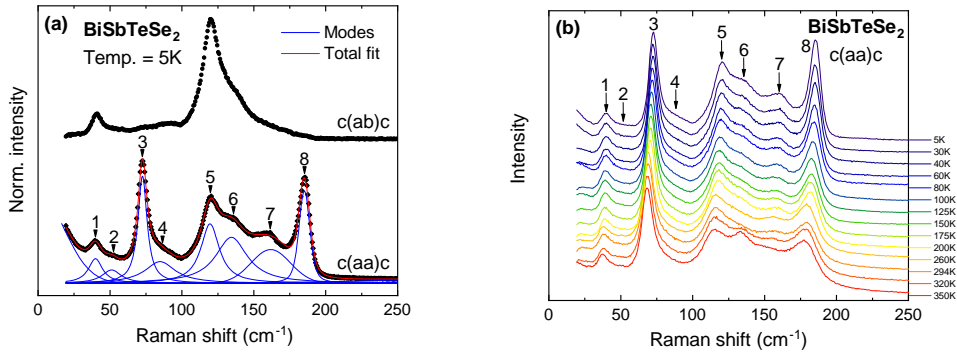 (a)
BiSbTeSe₂
Temp. = 5K
Modes
Total fit
c(ab)c
3
8
5
6
7
1
2
4
c(aa)c
Norm. intensity
0 50 100 150 200 250
Raman shift (cm⁻¹)
(b)
BiSbTeSe₂
c(aa)c
3
8
5
6
7
1
2
4
5K
30K
40K
60K
80K
100K
125K
150K
175K
200K
260K
294K
320K
350K
Intensity
0 50 100 150 200 250
Raman shift (cm⁻¹)